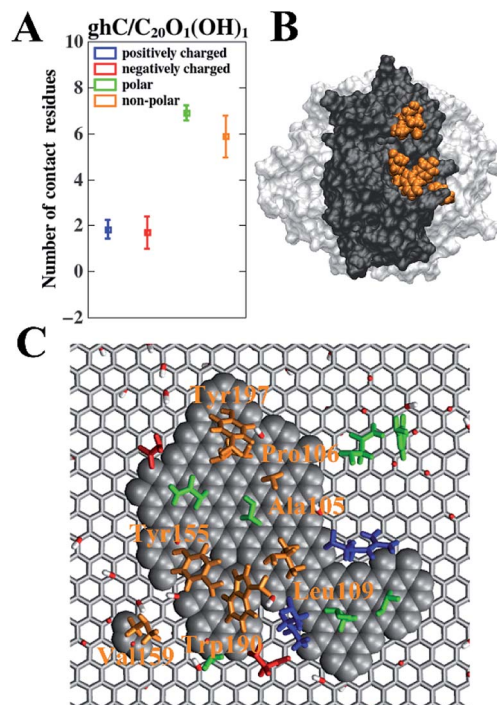 A
ghC/C₂₀O₁(OH)₁
Number of contact residues
10
8
6
4
2
0
−2
positively charged
negatively charged
polar
non-polar
B
C
Tyr197
Pro106
Ala105
Tyr155
Leu109
Trp190
Val159